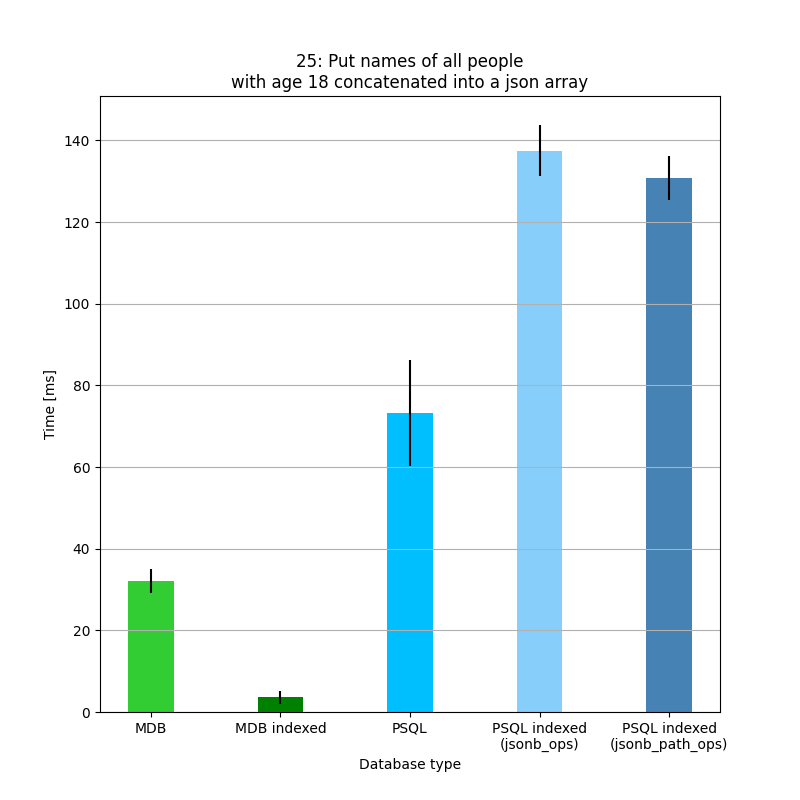 25: Put names of all people
with age 18 concatenated into a json array
Time [ms]
140
120
100
80
60
40
20
0
MDB
MDB indexed
PSQL
PSQL indexed
(jsonb_ops)
PSQL indexed
(jsonb_path_ops)
Database type